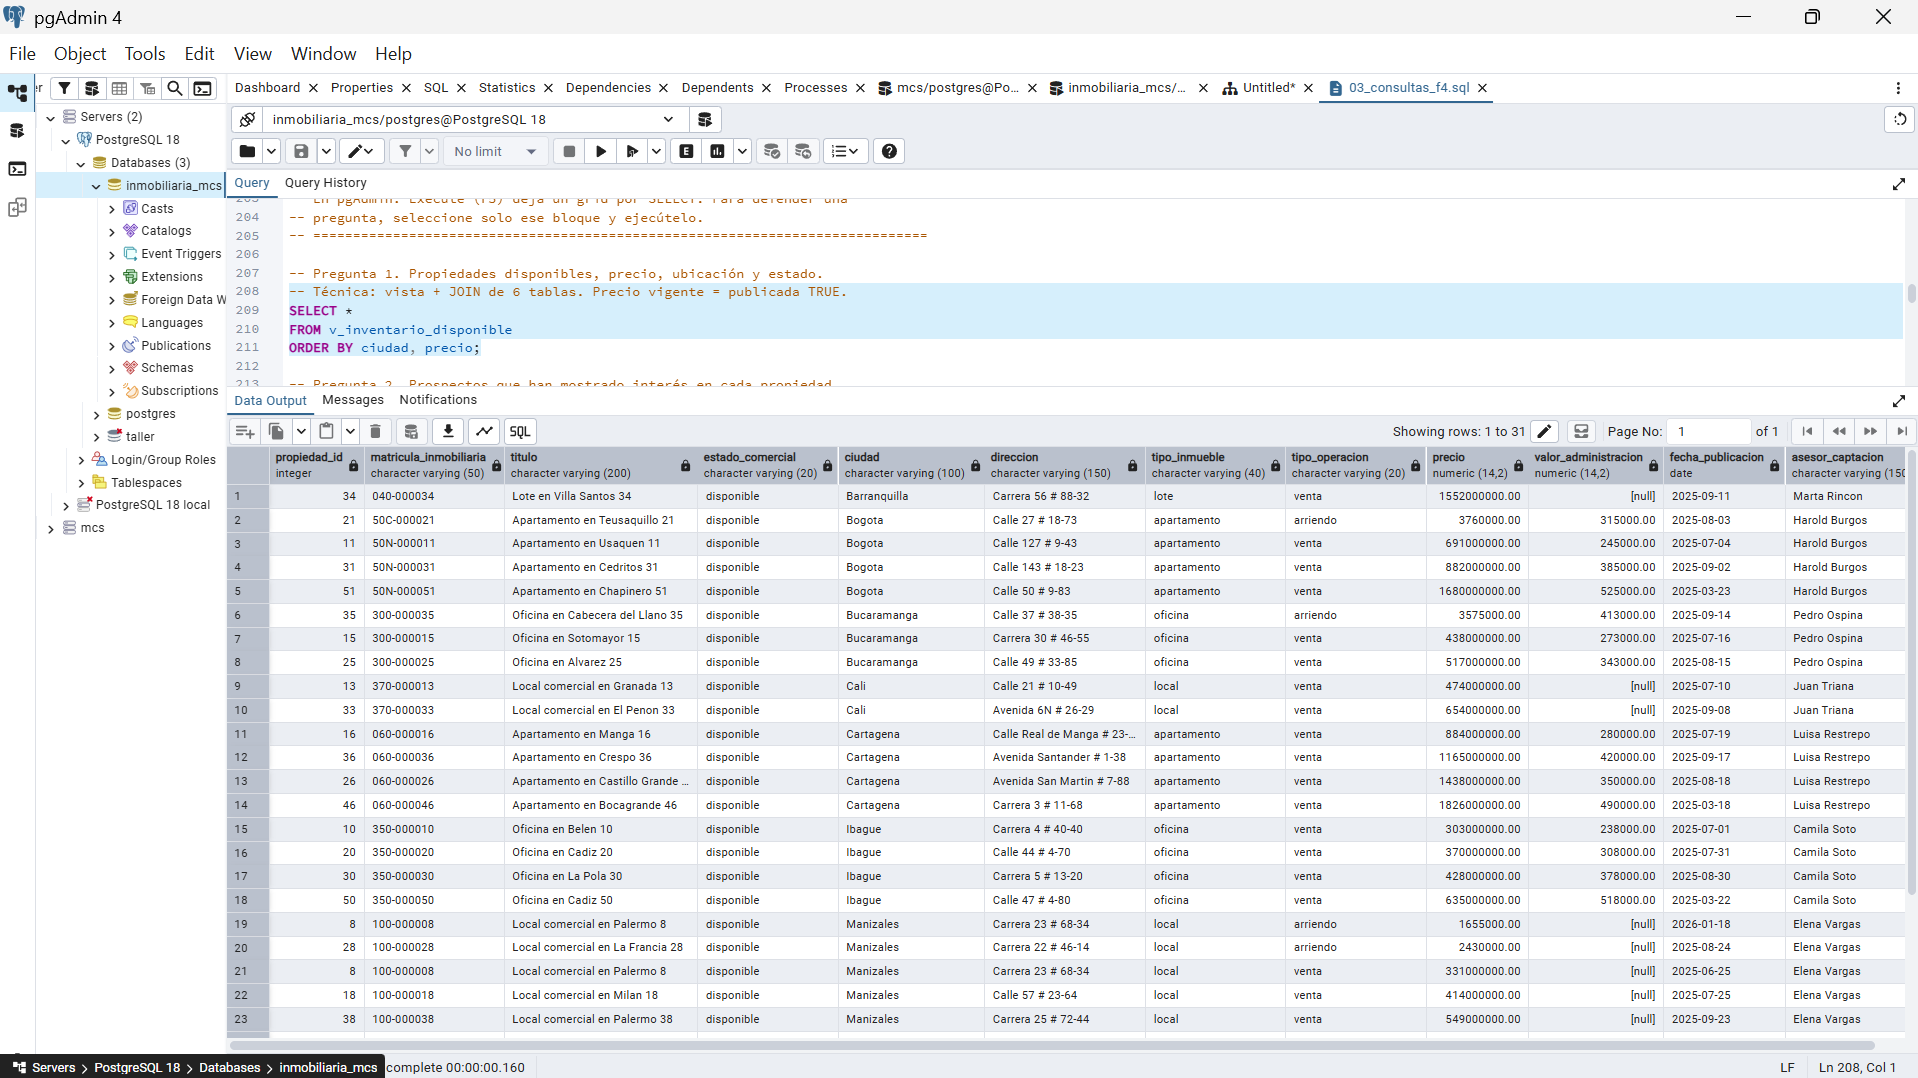 pgAdmin 4
File Object Tools Edit View Window Help
Dashboard Properties SQL Statistics Dependencies Dependents Processes mcs/postgres@Po... inmobiliaria_mcs/... Untitled* 03_consultas_f4.sql
Servers (2)
PostgreSQL 18
Databases (3)
inmobiliaria_mcs
Casts
Catalogs
Event Triggers
Extensions
Foreign Data W
Languages
Publications
Schemas
Subscriptions
postgres
taller
Login/Group Roles
Tablespaces
PostgreSQL 18 local
mcs
inmobiliaria_mcs/postgres@PostgreSQL 18
No limit
Query Query History
203 -- En pgAdmin: Execute (F5) deja un grid por SELECT. Para defender una
204 -- pregunta, seleccione solo ese bloque y ejecútelo.
205 -- =============================================================================
206
207 -- Pregunta 1. Propiedades disponibles, precio, ubicación y estado.
208 -- Técnica: vista + JOIN de 6 tablas. Precio vigente = publicada TRUE.
209 SELECT *
210 FROM v_inventario_disponible
211 ORDER BY ciudad, precio;
212
213 -- Pregunta 2. Prospectos que han mostrado interés en cada propiedad
Data Output Messages Notifications
SQL Showing rows: 1 to 31 Page No: 1 of 1
propiedad_id matricula_inmobiliaria titulo estado_comercial ciudad direccion tipo_inmueble tipo_operacion precio valor_administracion fecha_publicacion asesor_captacion
integer character varying (50) character varying (200) character varying (20) character varying (100) character varying (150) character varying (40) character varying (20) numeric (14,2) numeric (14,2) date character varying (150
1 34 040-000034 Lote en Villa Santos 34 disponible Barranquilla Carrera 56 # 88-32 lote venta 1552000000.00 [null] 2025-09-11 Marta Rincon
2 21 50C-000021 Apartamento en Teusaquillo 21 disponible Bogota Calle 27 # 18-73 apartamento arriendo 3760000.00 315000.00 2025-08-03 Harold Burgos
3 11 50N-000011 Apartamento en Usaquen 11 disponible Bogota Calle 127 # 9-43 apartamento venta 691000000.00 245000.00 2025-07-04 Harold Burgos
4 31 50N-000031 Apartamento en Cedritos 31 disponible Bogota Calle 143 # 18-23 apartamento venta 882000000.00 385000.00 2025-09-02 Harold Burgos
5 51 50N-000051 Apartamento en Chapinero 51 disponible Bogota Calle 50 # 9-83 apartamento venta 1680000000.00 525000.00 2025-03-23 Harold Burgos
6 35 300-000035 Oficina en Cabecera del Llano 35 disponible Bucaramanga Calle 37 # 38-35 oficina arriendo 3575000.00 413000.00 2025-09-14 Pedro Ospina
7 15 300-000015 Oficina en Sotomayor 15 disponible Bucaramanga Carrera 30 # 46-55 oficina venta 438000000.00 273000.00 2025-07-16 Pedro Ospina
8 25 300-000025 Oficina en Alvarez 25 disponible Bucaramanga Calle 49 # 33-85 oficina venta 517000000.00 343000.00 2025-08-15 Pedro Ospina
9 13 370-000013 Local comercial en Granada 13 disponible Cali Calle 21 # 10-49 local venta 474000000.00 [null] 2025-07-10 Juan Triana
10 33 370-000033 Local comercial en El Penon 33 disponible Cali Avenida 6N # 26-29 local venta 654000000.00 [null] 2025-09-08 Juan Triana
11 16 060-000016 Apartamento en Manga 16 disponible Cartagena Calle Real de Manga # 23-... apartamento venta 884000000.00 280000.00 2025-07-19 Luisa Restrepo
12 36 060-000036 Apartamento en Crespo 36 disponible Cartagena Avenida Santander # 1-38 apartamento venta 1165000000.00 420000.00 2025-09-17 Luisa Restrepo
13 26 060-000026 Apartamento en Castillo Grande ... disponible Cartagena Avenida San Martin # 7-88 apartamento venta 1438000000.00 350000.00 2025-08-18 Luisa Restrepo
14 46 060-000046 Apartamento en Bocagrande 46 disponible Cartagena Carrera 3 # 11-68 apartamento venta 1826000000.00 490000.00 2025-03-18 Luisa Restrepo
15 10 350-000010 Oficina en Belen 10 disponible Ibague Carrera 4 # 40-40 oficina venta 303000000.00 238000.00 2025-07-01 Camila Soto
16 20 350-000020 Oficina en Cadiz 20 disponible Ibague Calle 44 # 4-70 oficina venta 370000000.00 308000.00 2025-07-31 Camila Soto
17 30 350-000030 Oficina en La Pola 30 disponible Ibague Carrera 5 # 13-20 oficina venta 428000000.00 378000.00 2025-08-30 Camila Soto
18 50 350-000050 Oficina en Cadiz 50 disponible Ibague Calle 47 # 4-80 oficina venta 635000000.00 518000.00 2025-03-22 Camila Soto
19 8 100-000008 Local comercial en Palermo 8 disponible Manizales Carrera 23 # 68-34 local arriendo 1655000.00 [null] 2026-01-18 Elena Vargas
20 28 100-000028 Local comercial en La Francia 28 disponible Manizales Carrera 22 # 46-14 local arriendo 2430000.00 [null] 2025-08-24 Elena Vargas
21 8 100-000008 Local comercial en Palermo 8 disponible Manizales Carrera 23 # 68-34 local venta 331000000.00 [null] 2025-06-25 Elena Vargas
22 18 100-000018 Local comercial en Milan 18 disponible Manizales Calle 57 # 23-64 local venta 414000000.00 [null] 2025-07-25 Elena Vargas
23 38 100-000038 Local comercial en Palermo 38 disponible Manizales Carrera 25 # 72-44 local venta 549000000.00 [null] 2025-09-23 Elena Vargas
Servers > PostgreSQL 18 > Databases > inmobiliaria_mcs complete 00:00:00.160 LF Ln 208, Col 1